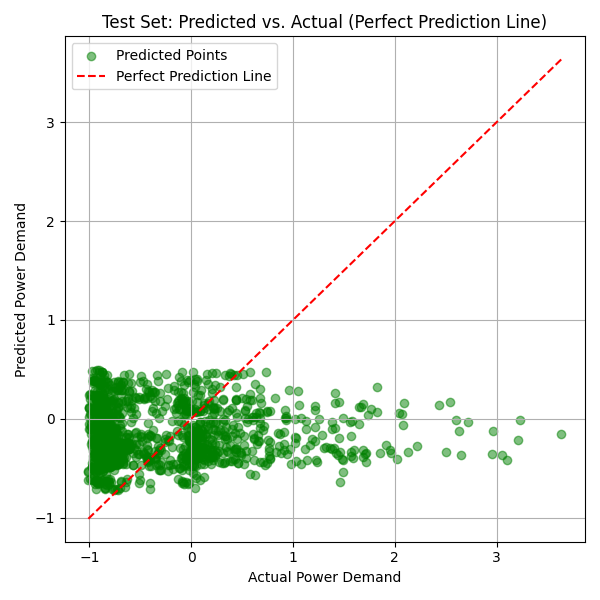 Test Set: Predicted vs. Actual (Perfect Prediction Line)
Predicted Points
Perfect Prediction Line
3
2
1
0
−1
Predicted Power Demand
−1 0 1 2 3
Actual Power Demand